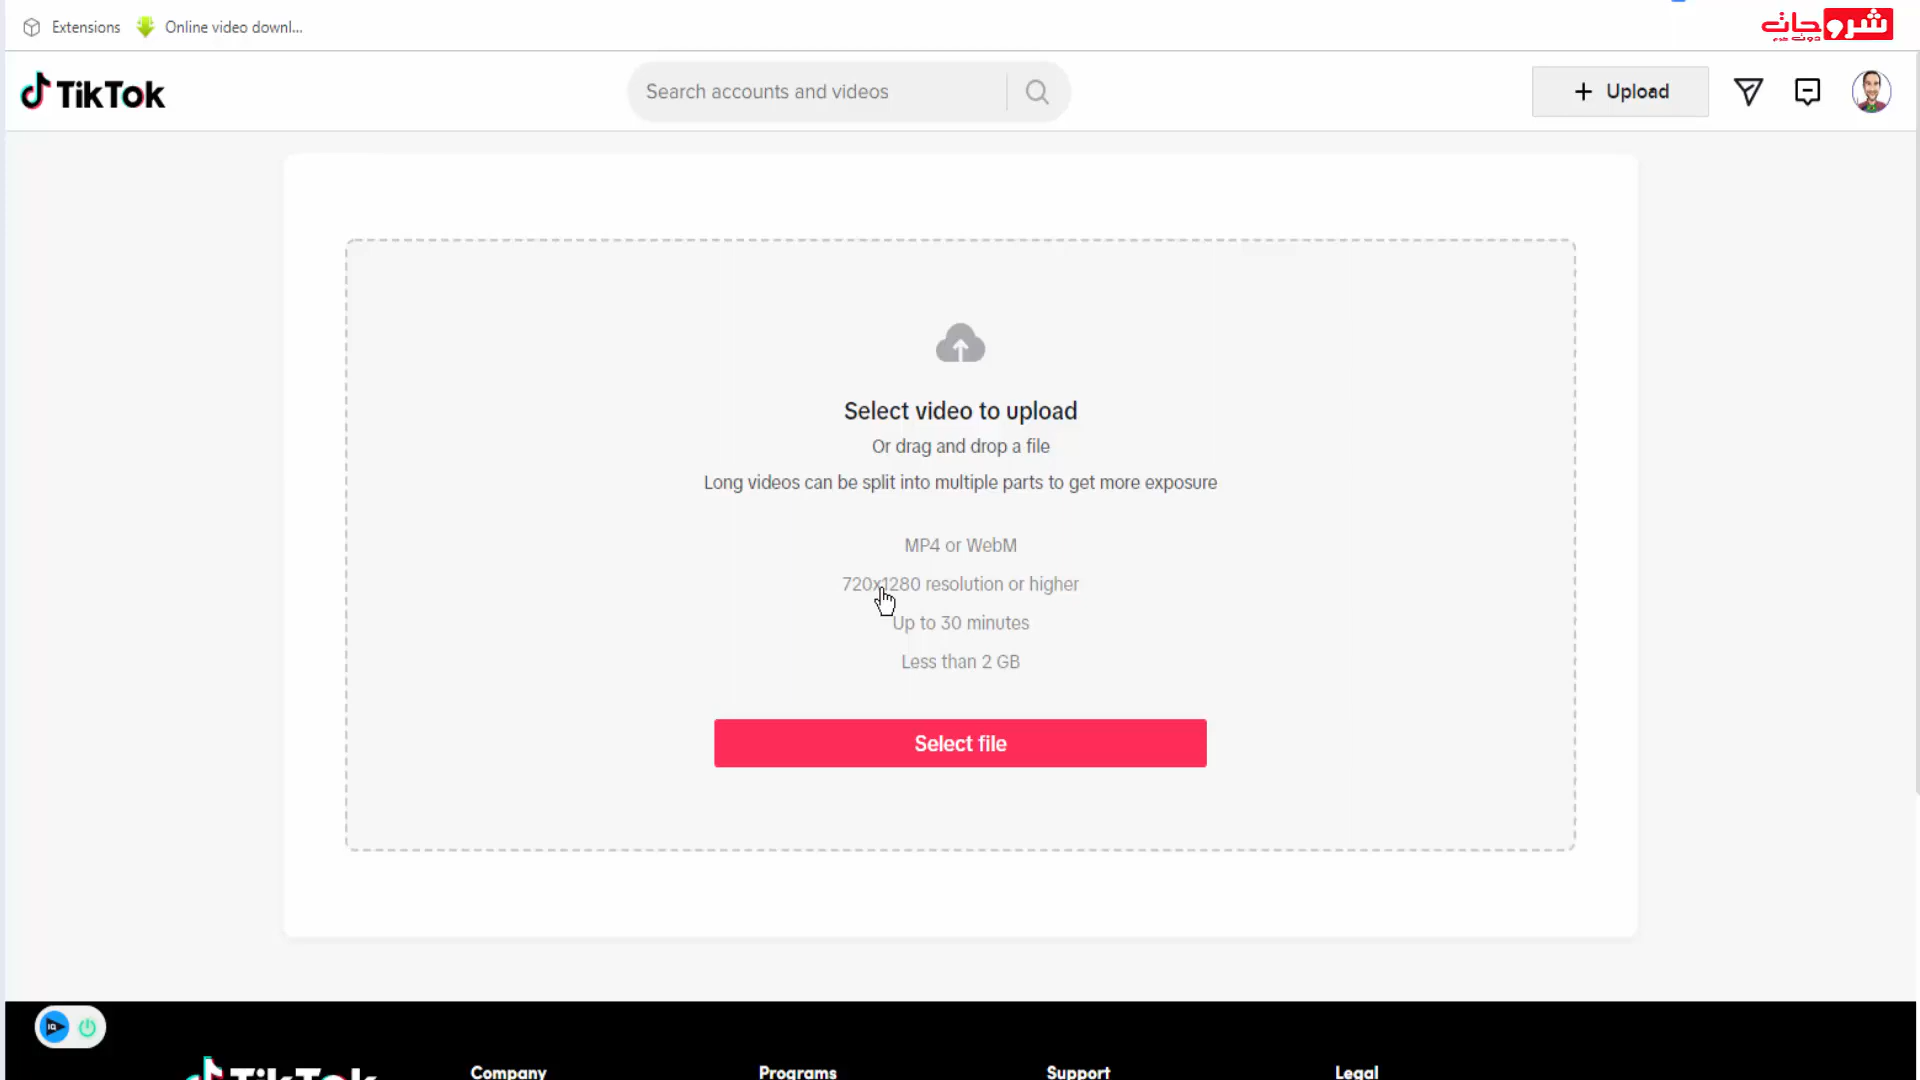 Extensions
Online video downl...
شروحات
TikTok
Search accounts and videos
Upload
Select video to upload
Or drag and drop a file
Long videos can be split into multiple parts to get more exposure
MP4 or WebM
720x1280 resolution or higher
Up to 30 minutes
Less than 2 GB
Select file
IQ
TikTok
Company
Programs
Support
Legal